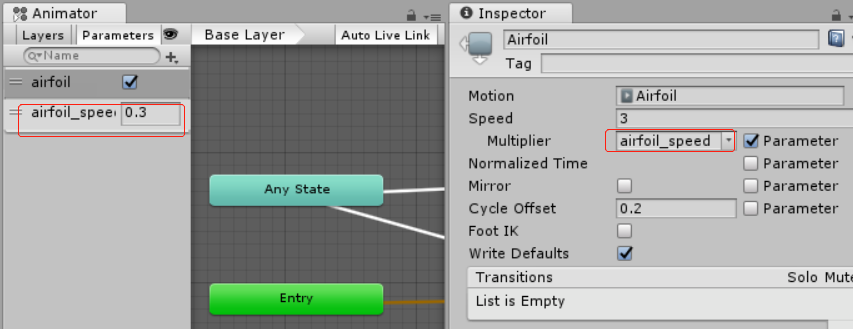 Animator
Layers Parameters
Name
airfoil
airfoil_spee 0.3
Base Layer Auto Live Link
Any State
Entry
Inspector
Airfoil
Tag
Motion Airfoil
Speed 3
Multiplier airfoil_speed Parameter
Normalized Time Parameter
Mirror Parameter
Cycle Offset 0.2 Parameter
Foot IK
Write Defaults
Transitions Solo Mute
List is Empty